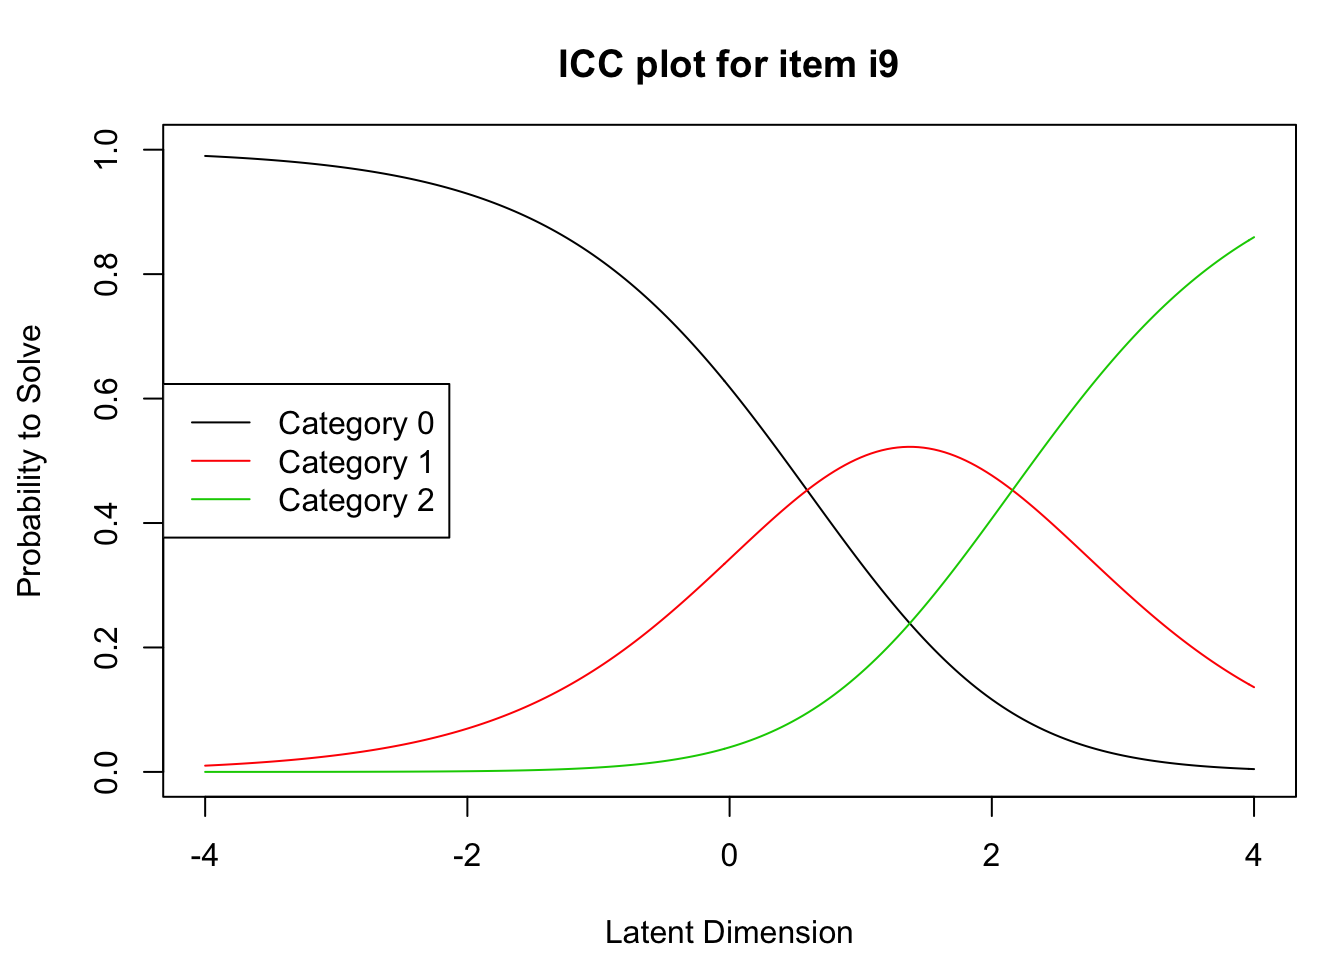 ICC plot for item i9
Probability to Solve
1.0
0.8
0.6
0.4
0.2
0.0
Category 0
Category 1
Category 2
-4 -2 0 2 4
Latent Dimension